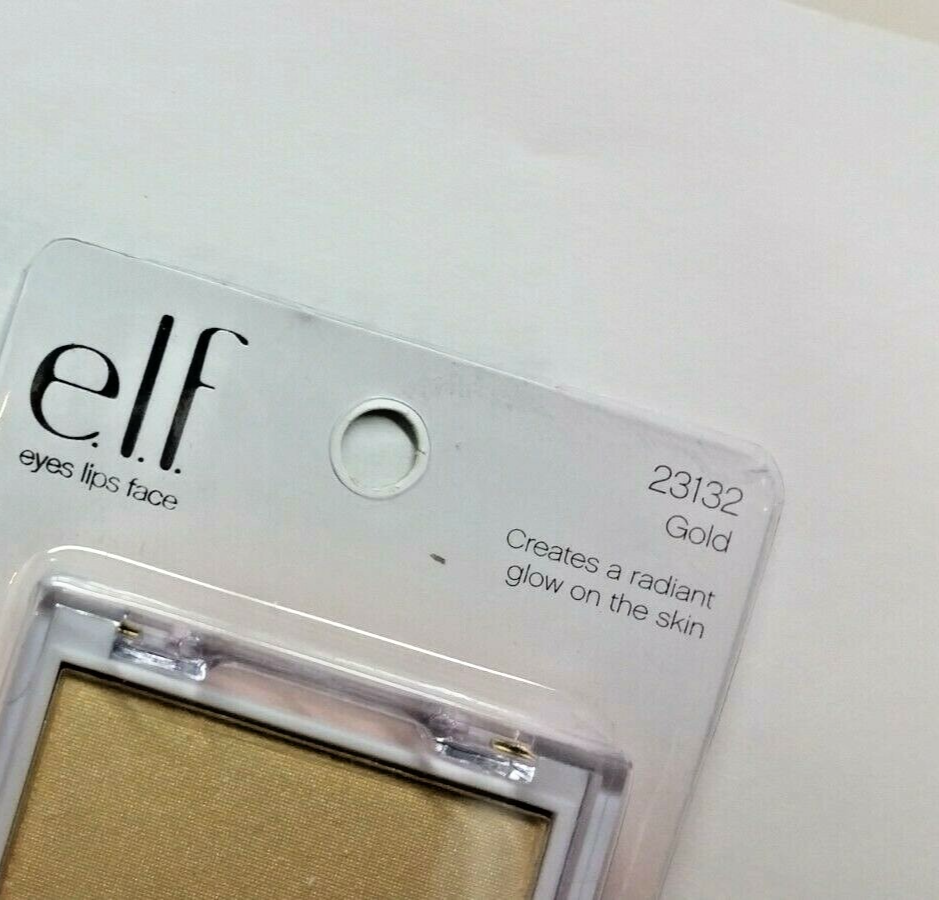 e.l.f.
eyes lips face
23132
Gold
Creates a radiant
glow on the skin